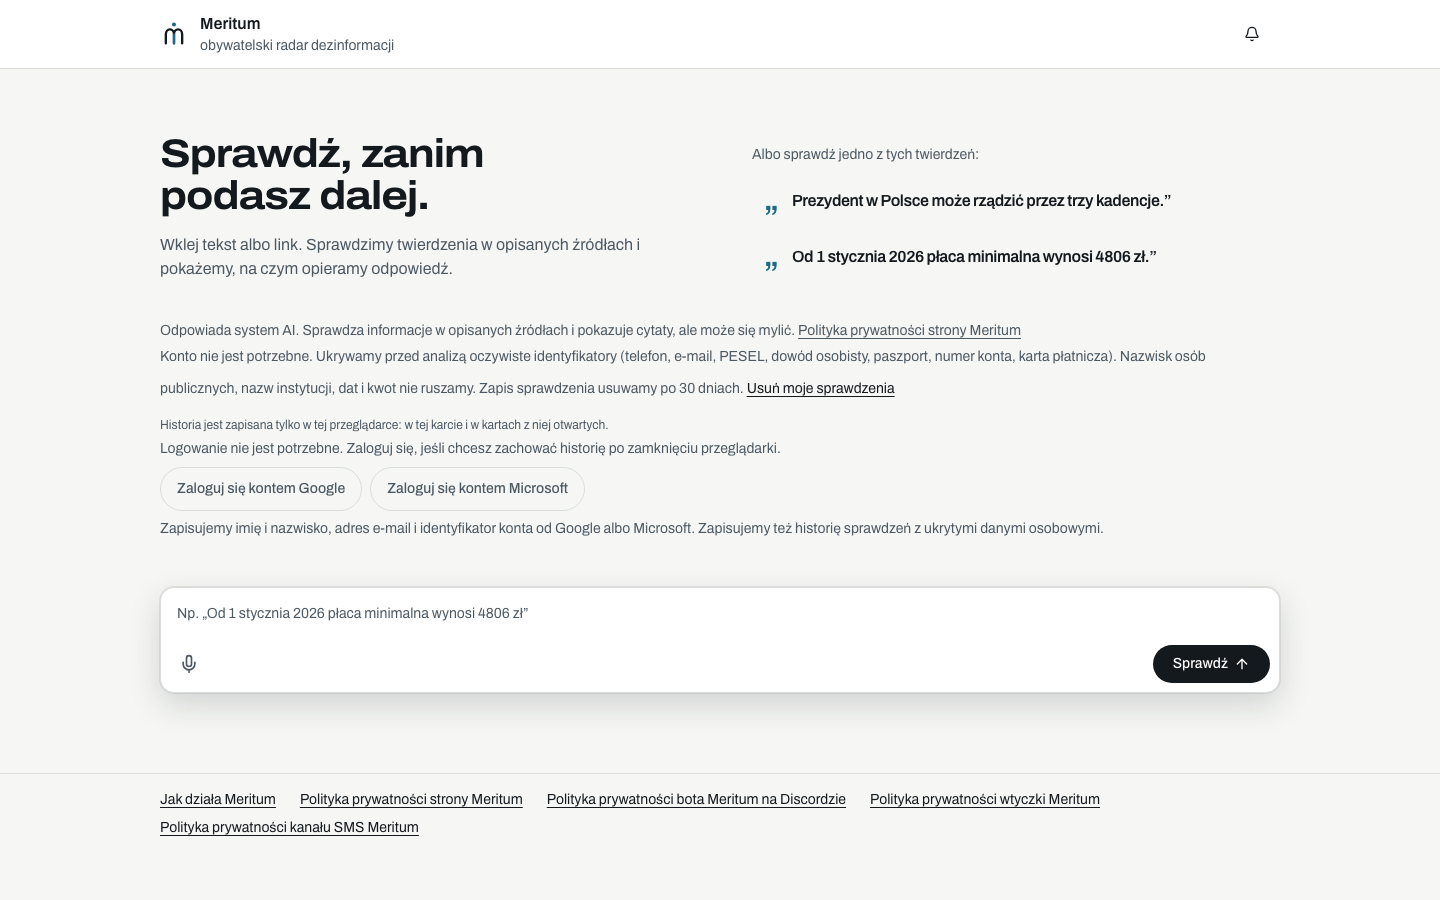 Meritum
obywatelski radar dezinformacji
Sprawdź, zanim
podasz dalej.
Wklej tekst albo link. Sprawdzimy twierdzenia w opisanych źródłach i
pokażemy, na czym opieramy odpowiedź.
Albo sprawdź jedno z tych twierdzeń:
„ Prezydent w Polsce może rządzić przez trzy kadencje.”
„ Od 1 stycznia 2026 płaca minimalna wynosi 4806 zł.”
Odpowiada system AI. Sprawdza informacje w opisanych źródłach i pokazuje cytaty, ale może się mylić. Polityka prywatności strony Meritum
Konto nie jest potrzebne. Ukrywamy przed analizą oczywiste identyfikatory (telefon, e-mail, PESEL, dowód osobisty, paszport, numer konta, karta płatnicza). Nazwisk osób
publicznych, nazw instytucji, dat i kwot nie ruszamy. Zapis sprawdzenia usuwamy po 30 dniach. Usuń moje sprawdzenia
Historia jest zapisana tylko w tej przeglądarce: w tej karcie i w kartach z niej otwartych.
Logowanie nie jest potrzebne. Zaloguj się, jeśli chcesz zachować historię po zamknięciu przeglądarki.
Zaloguj się kontem Google
Zaloguj się kontem Microsoft
Zapisujemy imię i nazwisko, adres e-mail i identyfikator konta od Google albo Microsoft. Zapisujemy też historię sprawdzeń z ukrytymi danymi osobowymi.
Np. „Od 1 stycznia 2026 płaca minimalna wynosi 4806 zł”
Sprawdź
Jak działa Meritum
Polityka prywatności strony Meritum
Polityka prywatności bota Meritum na Discordzie
Polityka prywatności wtyczki Meritum
Polityka prywatności kanału SMS Meritum